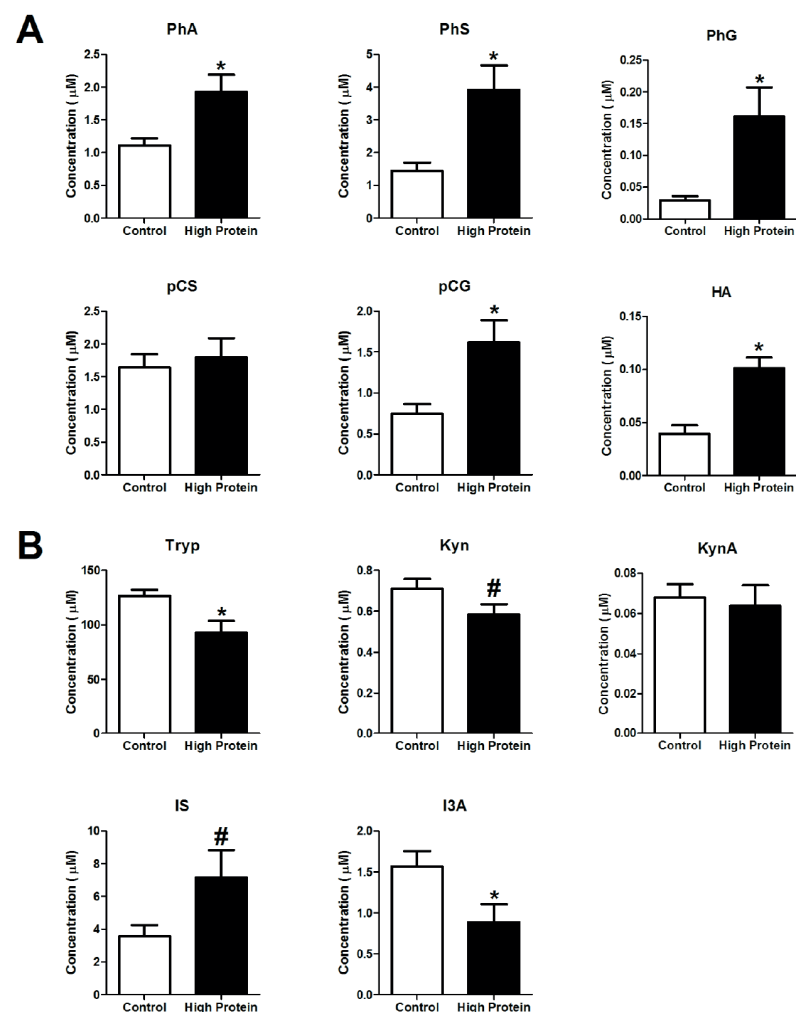 A
PhA
Concentration ( μM)
2.5
2.0
1.5
1.0
0.5
0.0
*
Control High Protein
PhS
Concentration ( μM)
6
4
2
1
0
*
Control High Protein
PhG
Concentration ( μM)
0.25
0.20
0.15
0.10
0.05
0.00
*
Control High Protein
pCS
Concentration ( μM)
2.5
2.0
1.5
1.0
0.5
0.0
Control High Protein
pCG
Concentration ( μM)
2.0
1.5
1.0
0.5
0.0
*
Control High Protein
HA
Concentration ( μM)
0.15
0.10
0.05
0.00
*
Control High Protein
B
Tryp
Concentration ( μM)
150
100
50
0
*
Control High Protein
Kyn
Concentration ( μM)
0.8
0.6
0.4
0.2
0.0
#
Control High Protein
KynA
Concentration ( μM)
0.08
0.06
0.04
0.02
0.00
Control High Protein
IS
Concentration ( μM)
10
8
6
4
2
0
#
Control High Protein
I3A
Concentration ( μM)
2.0
1.5
1.0
0.5
0.0
*
Control High Protein